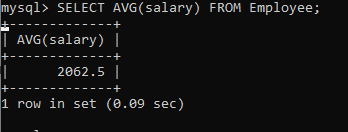 mysql> SELECT AVG(salary) FROM Employee;
+-------------+
| AVG(salary) |
+-------------+
|      2062.5 |
+-------------+
1 row in set (0.09 sec)